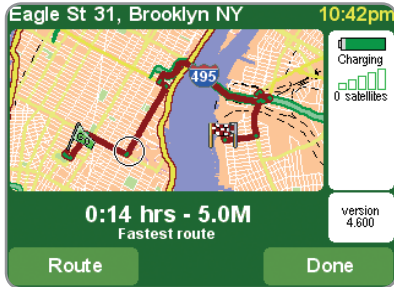 Eagle St 31, Brooklyn NY 10:42pm
Charging
0 satellites
495
GO
0:14 hrs - 5.0M
Fastest route
version
4.600
Route Done